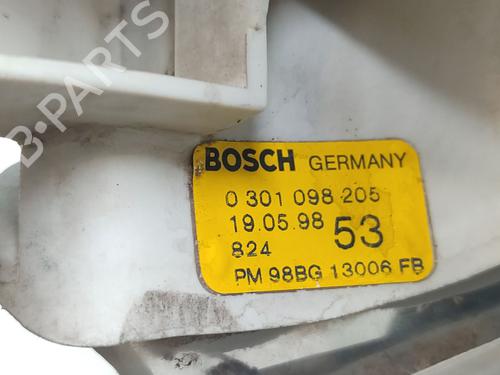 BOSCH GERMANY
0 301 098 205
19.05.98 53
824
PM 98BG 13006 FB
B-PARTS